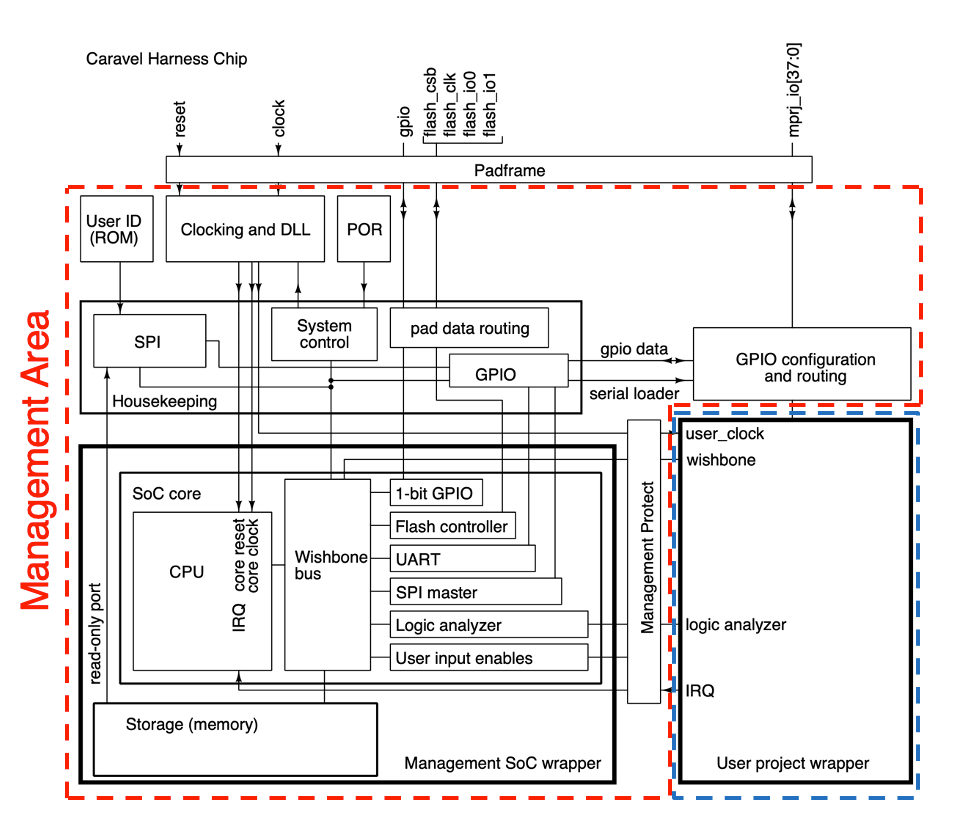 Caravel Harness Chip
reset
clock
gpio
flash_csb
flash_clk
flash_io0
flash_io1
mprj_io[37:0]
Padframe
User ID
(ROM)
Clocking and DLL
POR
SPI
System
control
pad data routing
GPIO
Housekeeping
gpio data
serial loader
GPIO configuration
and routing
Management Area
user_clock
wishbone
logic analyzer
IRQ
User project wrapper
Management Protect
SoC core
CPU
IRQ
core reset
core clock
Wishbone
bus
1-bit GPIO
Flash controller
UART
SPI master
Logic analyzer
User input enables
read-only port
Storage (memory)
Management SoC wrapper